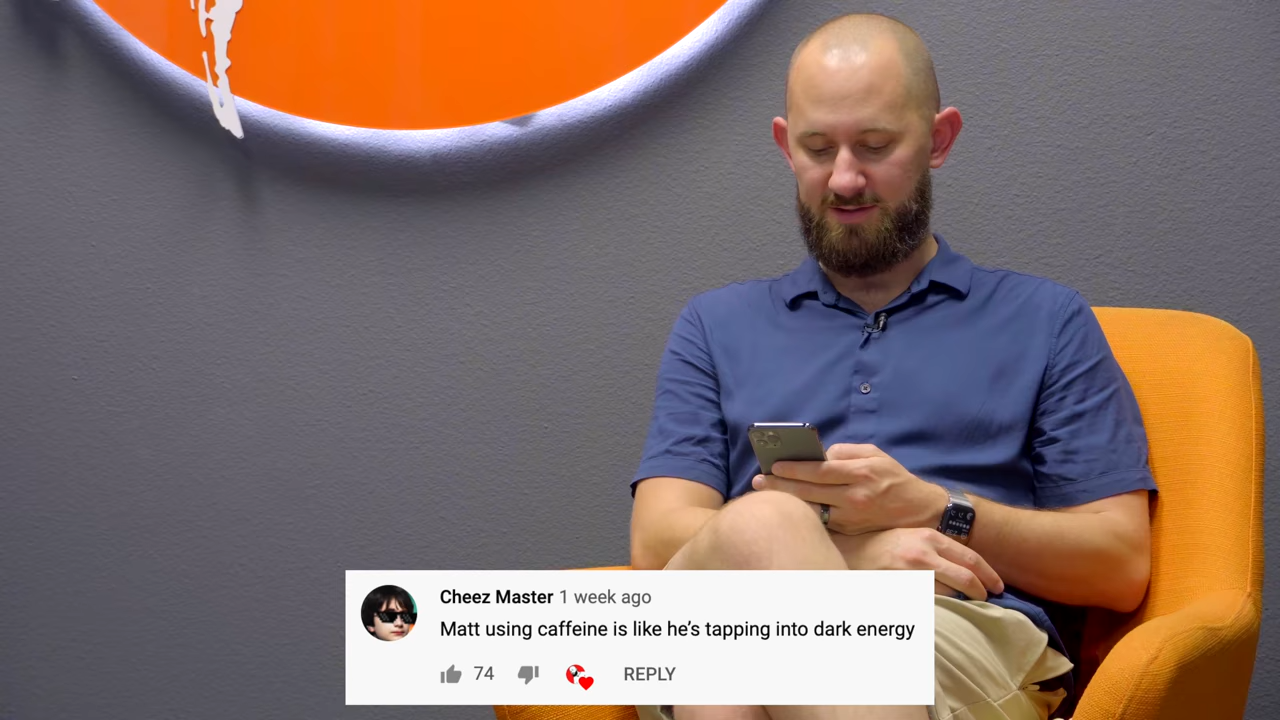 Cheez Master 1 week ago
Matt using caffeine is like he’s tapping into dark energy
74 REPLY